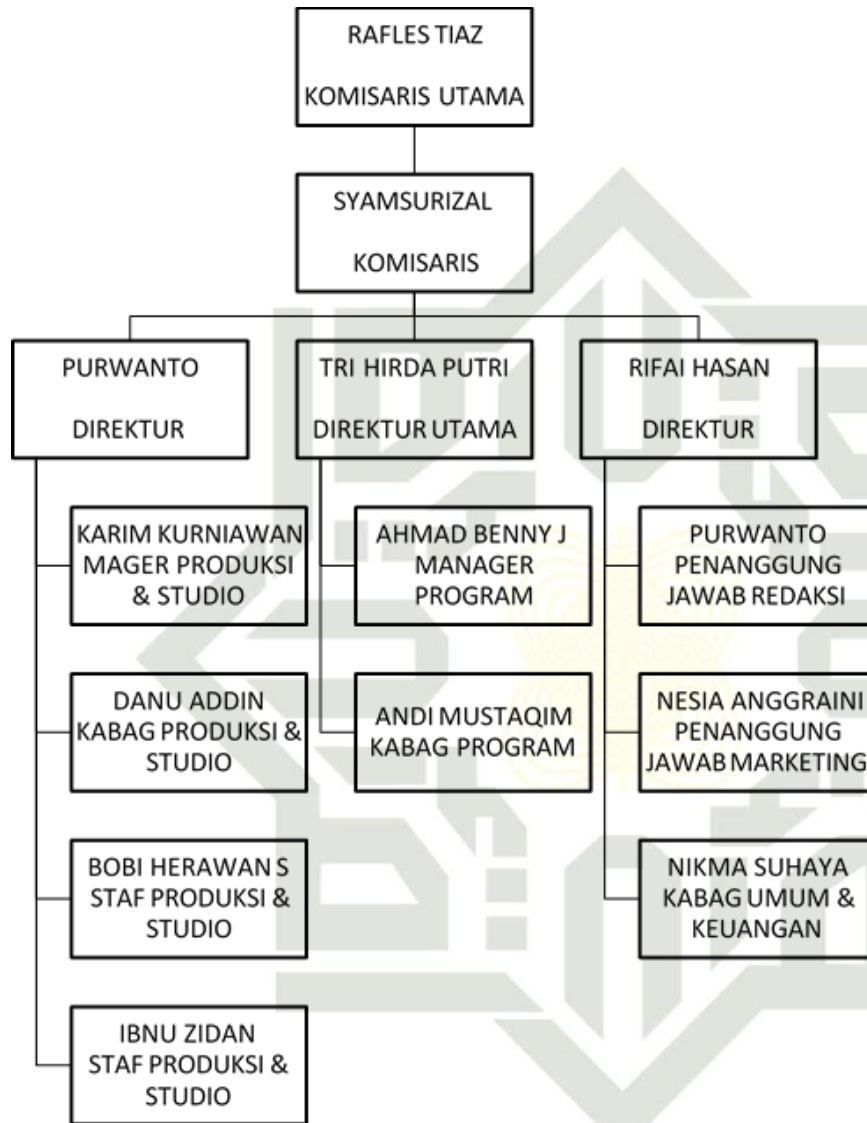 RAFLES TIAZ
KOMISARIS UTAMA
SYAMSURIZAL
KOMISARIS
PURWANTO
DIREKTUR
TRI HIRDA PUTRI
DIREKTUR UTAMA
RIFAI HASAN
DIREKTUR
KARIM KURNIAWAN
MAGER PRODUKSI
& STUDIO
DANU ADDIN
KABAG PRODUKSI &
STUDIO
BOBI HERAWAN S
STAF PRODUKSI &
STUDIO
IBNU ZIDAN
STAF PRODUKSI &
STUDIO
AHMAD BENNY J
MANAGER
PROGRAM
ANDI MUSTAQIM
KABAG PROGRAM
PURWANTO
PENANGGUNG
JAWAB REDAKSI
NESIA ANGGRAINI
PENANGGUNG
JAWAB MARKETING
NIKMA SUHAYA
KABAG UMUM &
KEUANGAN